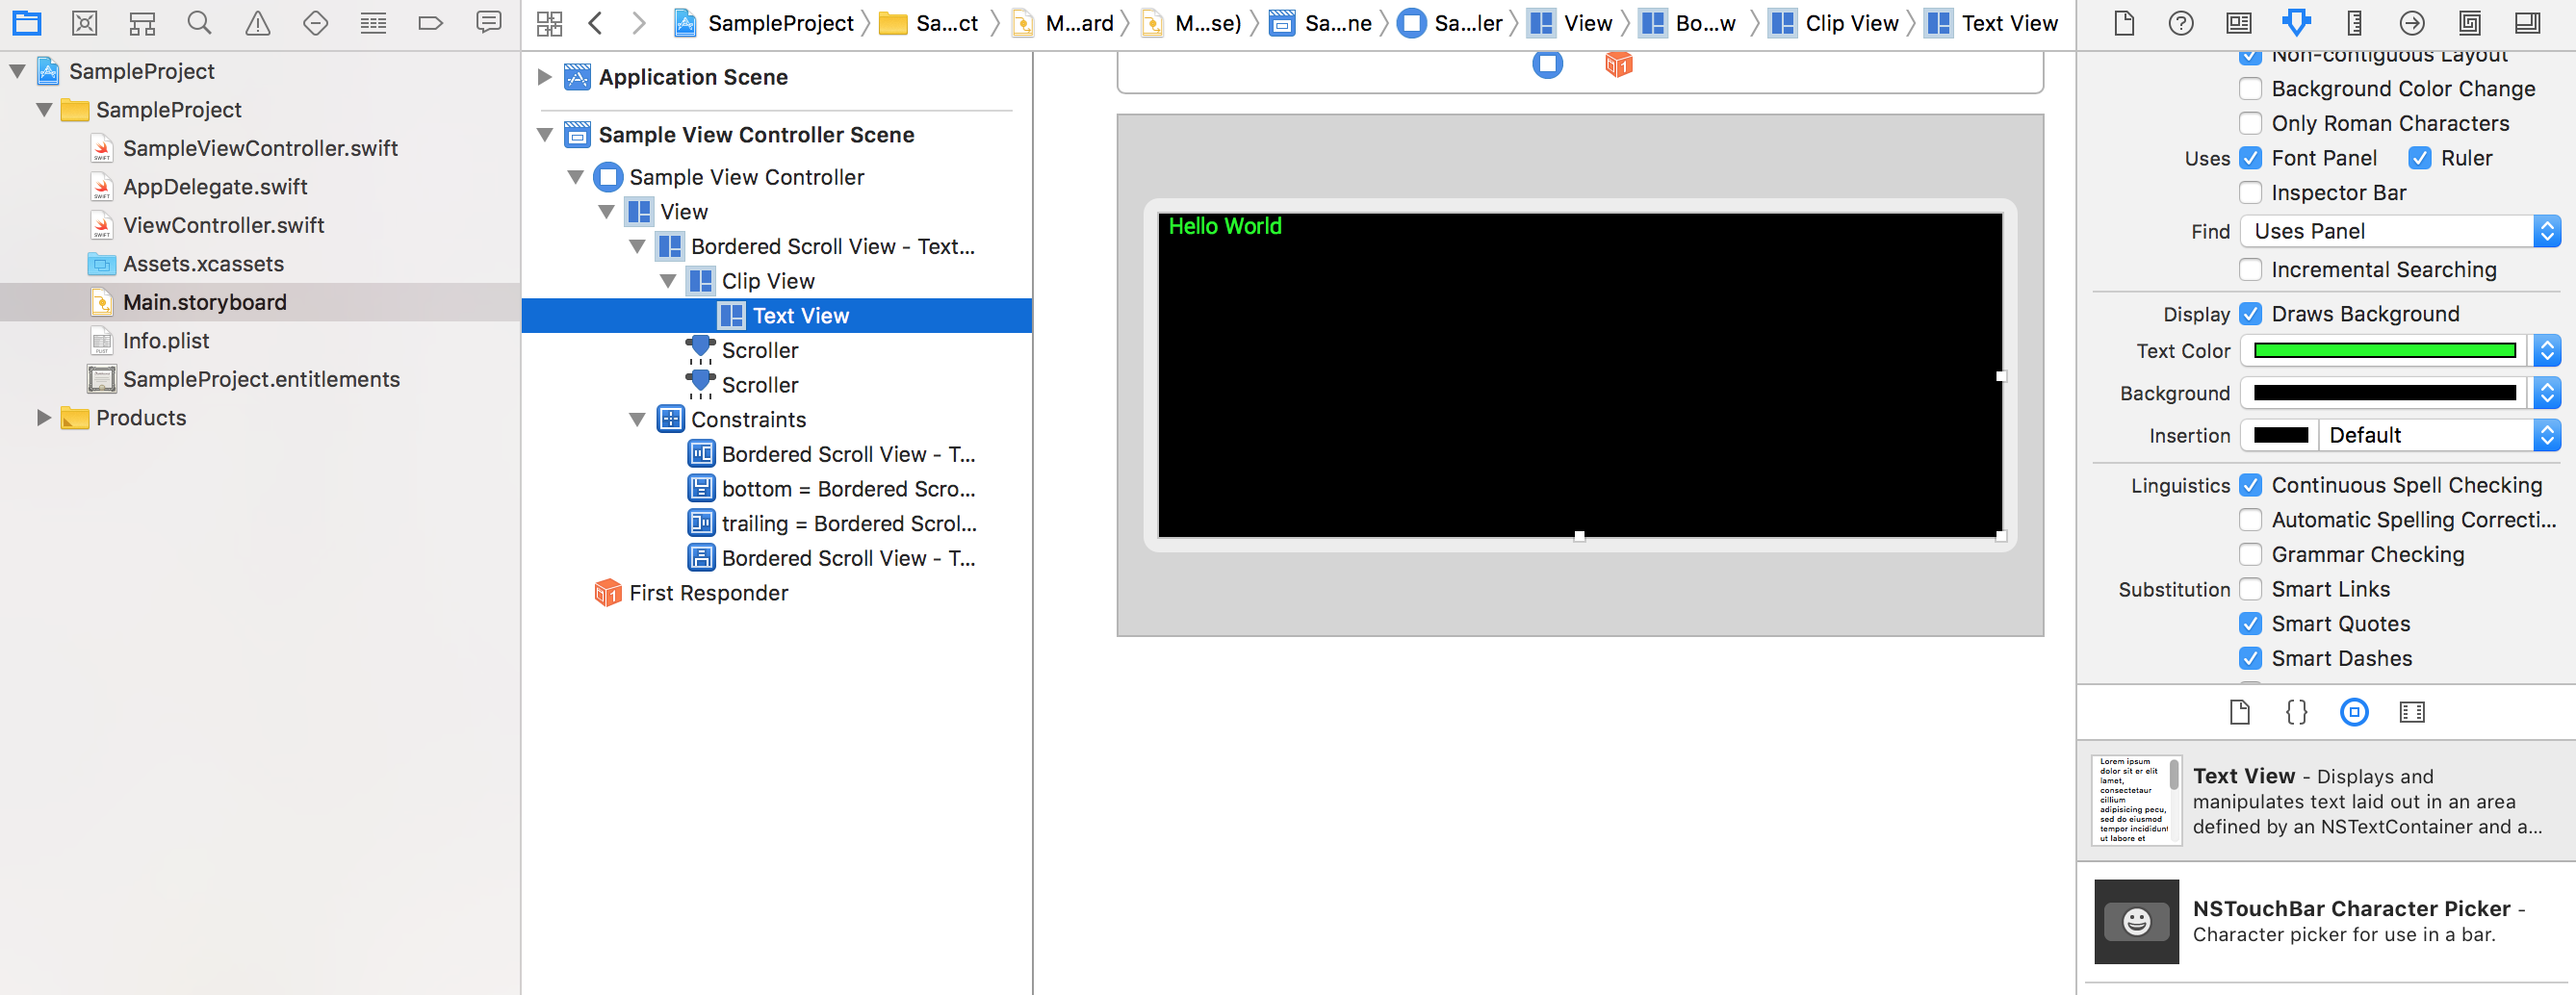 SampleProject
Sa...ct
M...ard
M...se)
Sa...ne
Sa...ler
View
Bo...w
Clip View
Text View
SampleProject
SampleProject
SampleViewController.swift
AppDelegate.swift
ViewController.swift
Assets.xcassets
Main.storyboard
Info.plist
SampleProject.entitlements
Products
Application Scene
Sample View Controller Scene
Sample View Controller
View
Bordered Scroll View - Text...
Clip View
Text View
Scroller
Scroller
Constraints
Bordered Scroll View - T...
bottom = Bordered Scro...
trailing = Bordered Scrol...
Bordered Scroll View - T...
First Responder
Hello World
Non-contiguous Layout
Background Color Change
Only Roman Characters
Uses Font Panel Ruler
Inspector Bar
Find Uses Panel
Incremental Searching
Display Draws Background
Text Color
Background
Insertion Default
Linguistics Continuous Spell Checking
Automatic Spelling Correcti...
Grammar Checking
Substitution Smart Links
Smart Quotes
Smart Dashes
Lorem ipsum
dolor sit er elit
lamet,
consectetaur
cillium
adipisicing pecu,
sed do eiusmod
tempor incididunt
ut labore et
Text View - Displays and
manipulates text laid out in an area
defined by an NSTextContainer and a...
NSTouchBar Character Picker -
Character picker for use in a bar.